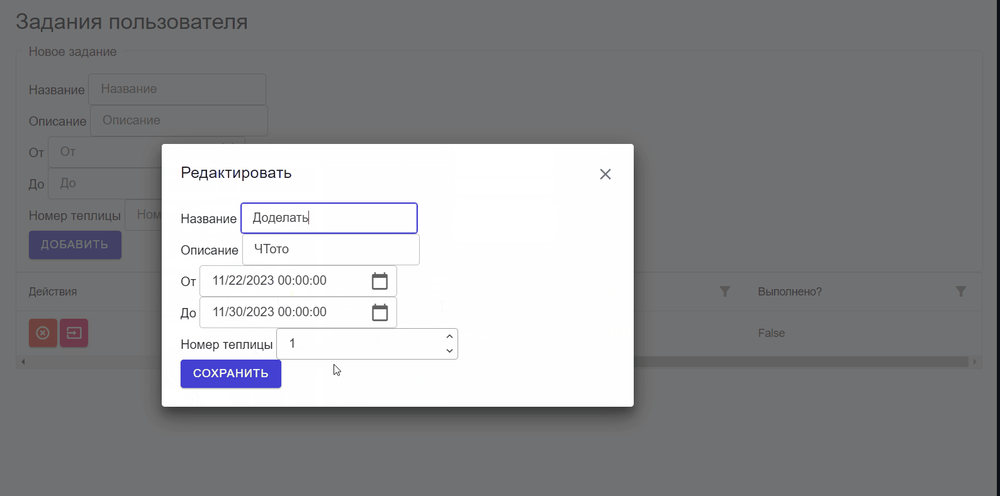 Задания пользователя
Новое задание
Название Название
Описание Описание
От От
До До
Номер теплицы Ном
ДОБАВИТЬ
Редактировать
Название Доделать
Описание ЧТото
От 11/22/2023 00:00:00
До 11/30/2023 00:00:00
Номер теплицы 1
СОХРАНИТЬ
Действия Выполнено?
False